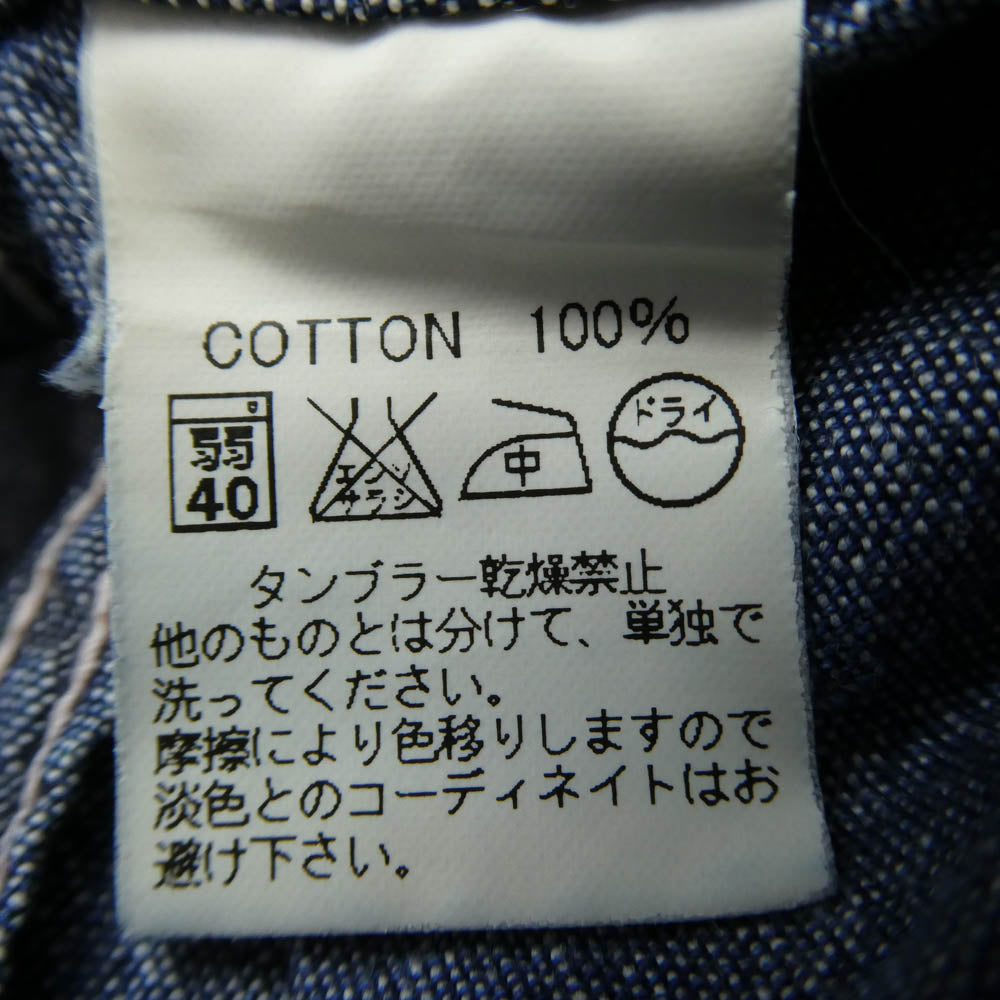 COTTON 100%
弱
40
エンソ
サラシ
中
ドライ
タンブラー乾燥禁止
他のものとは分けて、単独で
洗ってください。
摩擦により色移りしますので
淡色とのコーディネイトはお
避け下さい。